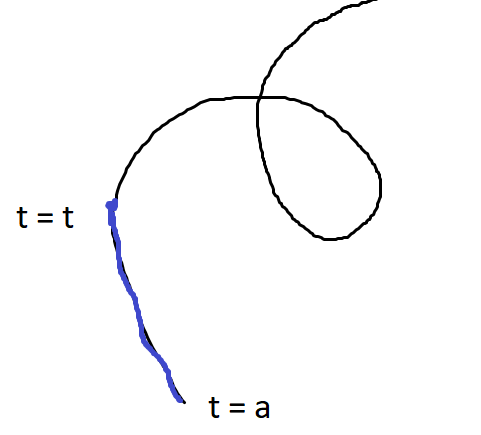 t = t
t = a